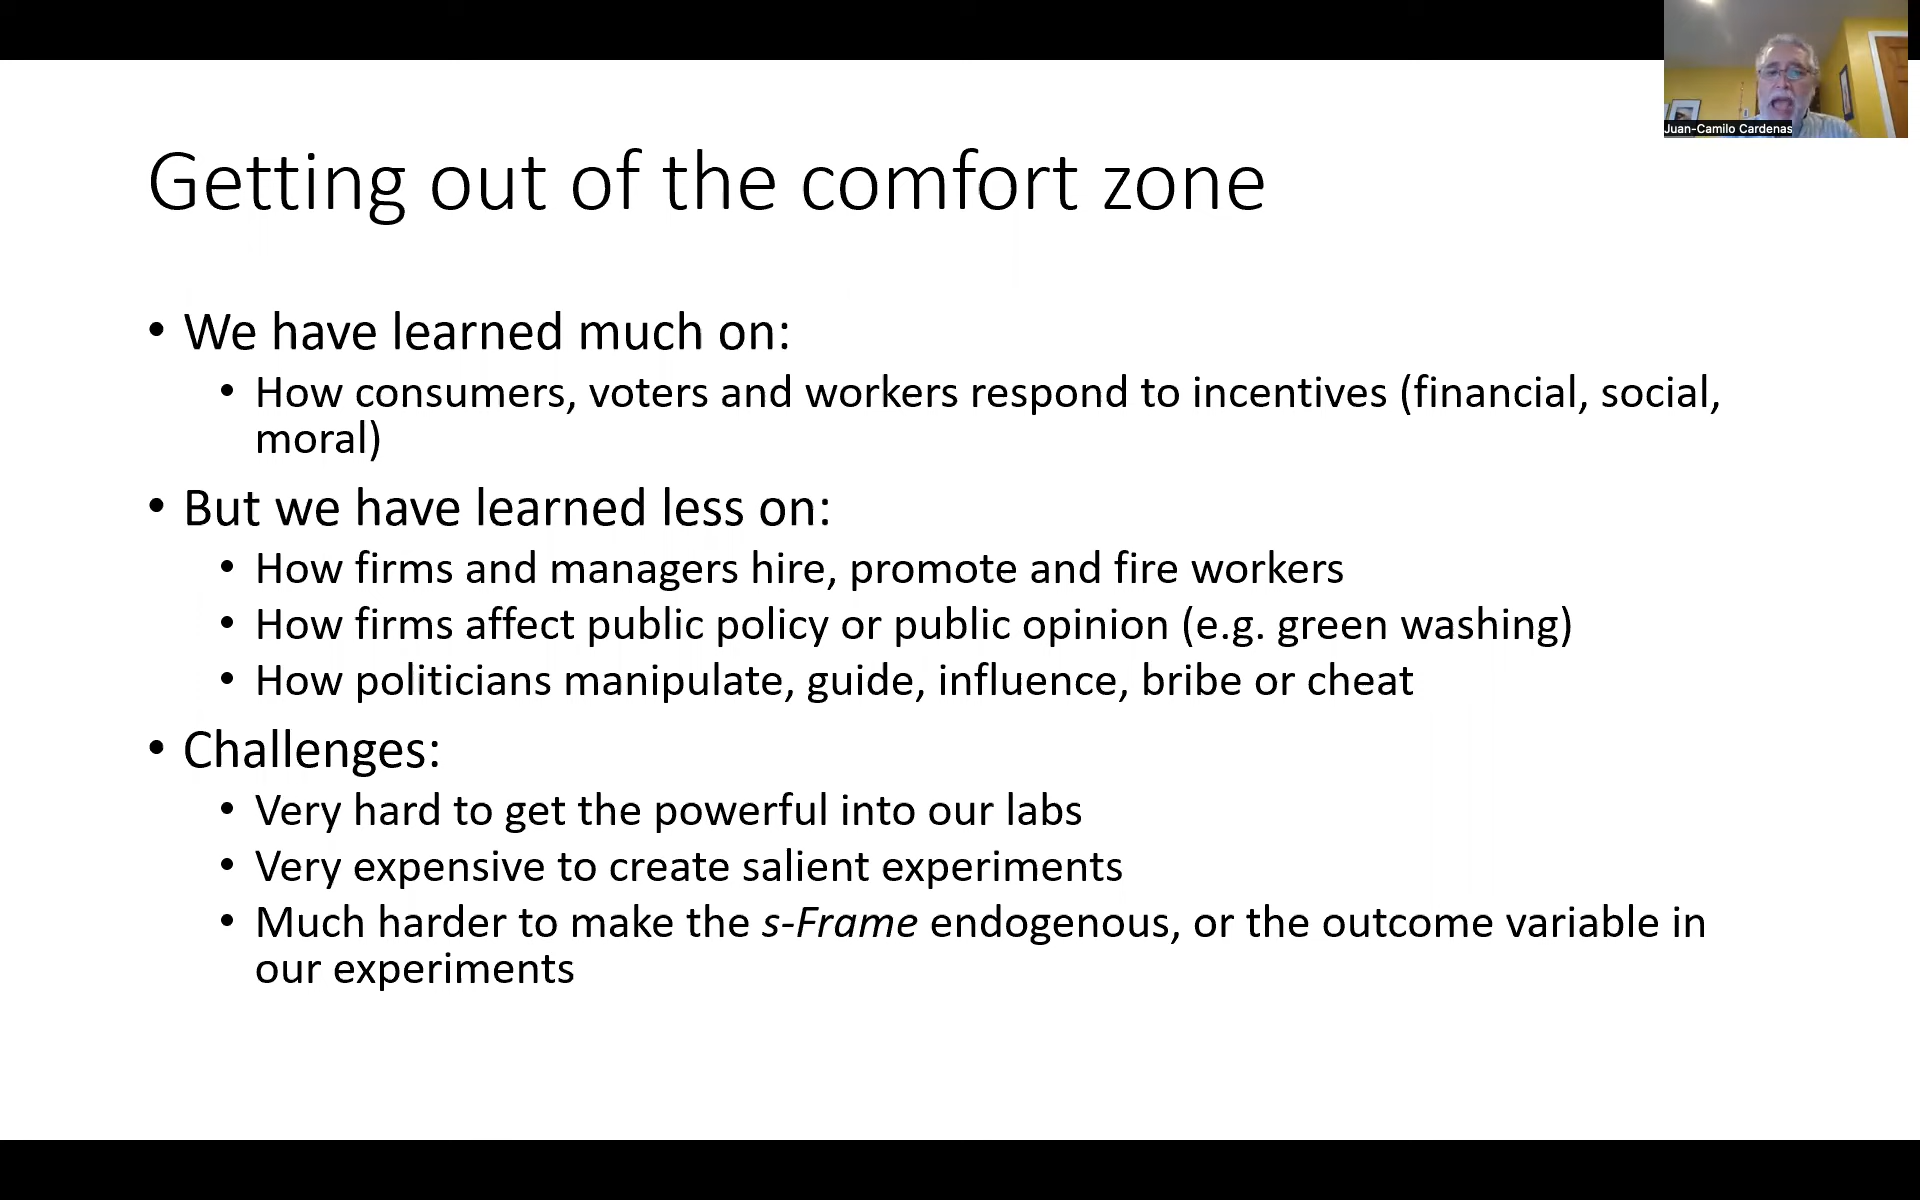 Juan-Camilo Cardenas
Getting out of the comfort zone
• We have learned much on:
• How consumers, voters and workers respond to incentives (financial, social,
moral)
• But we have learned less on:
• How firms and managers hire, promote and fire workers
• How firms affect public policy or public opinion (e.g. green washing)
• How politicians manipulate, guide, influence, bribe or cheat
• Challenges:
• Very hard to get the powerful into our labs
• Very expensive to create salient experiments
• Much harder to make the s-Frame endogenous, or the outcome variable in
our experiments